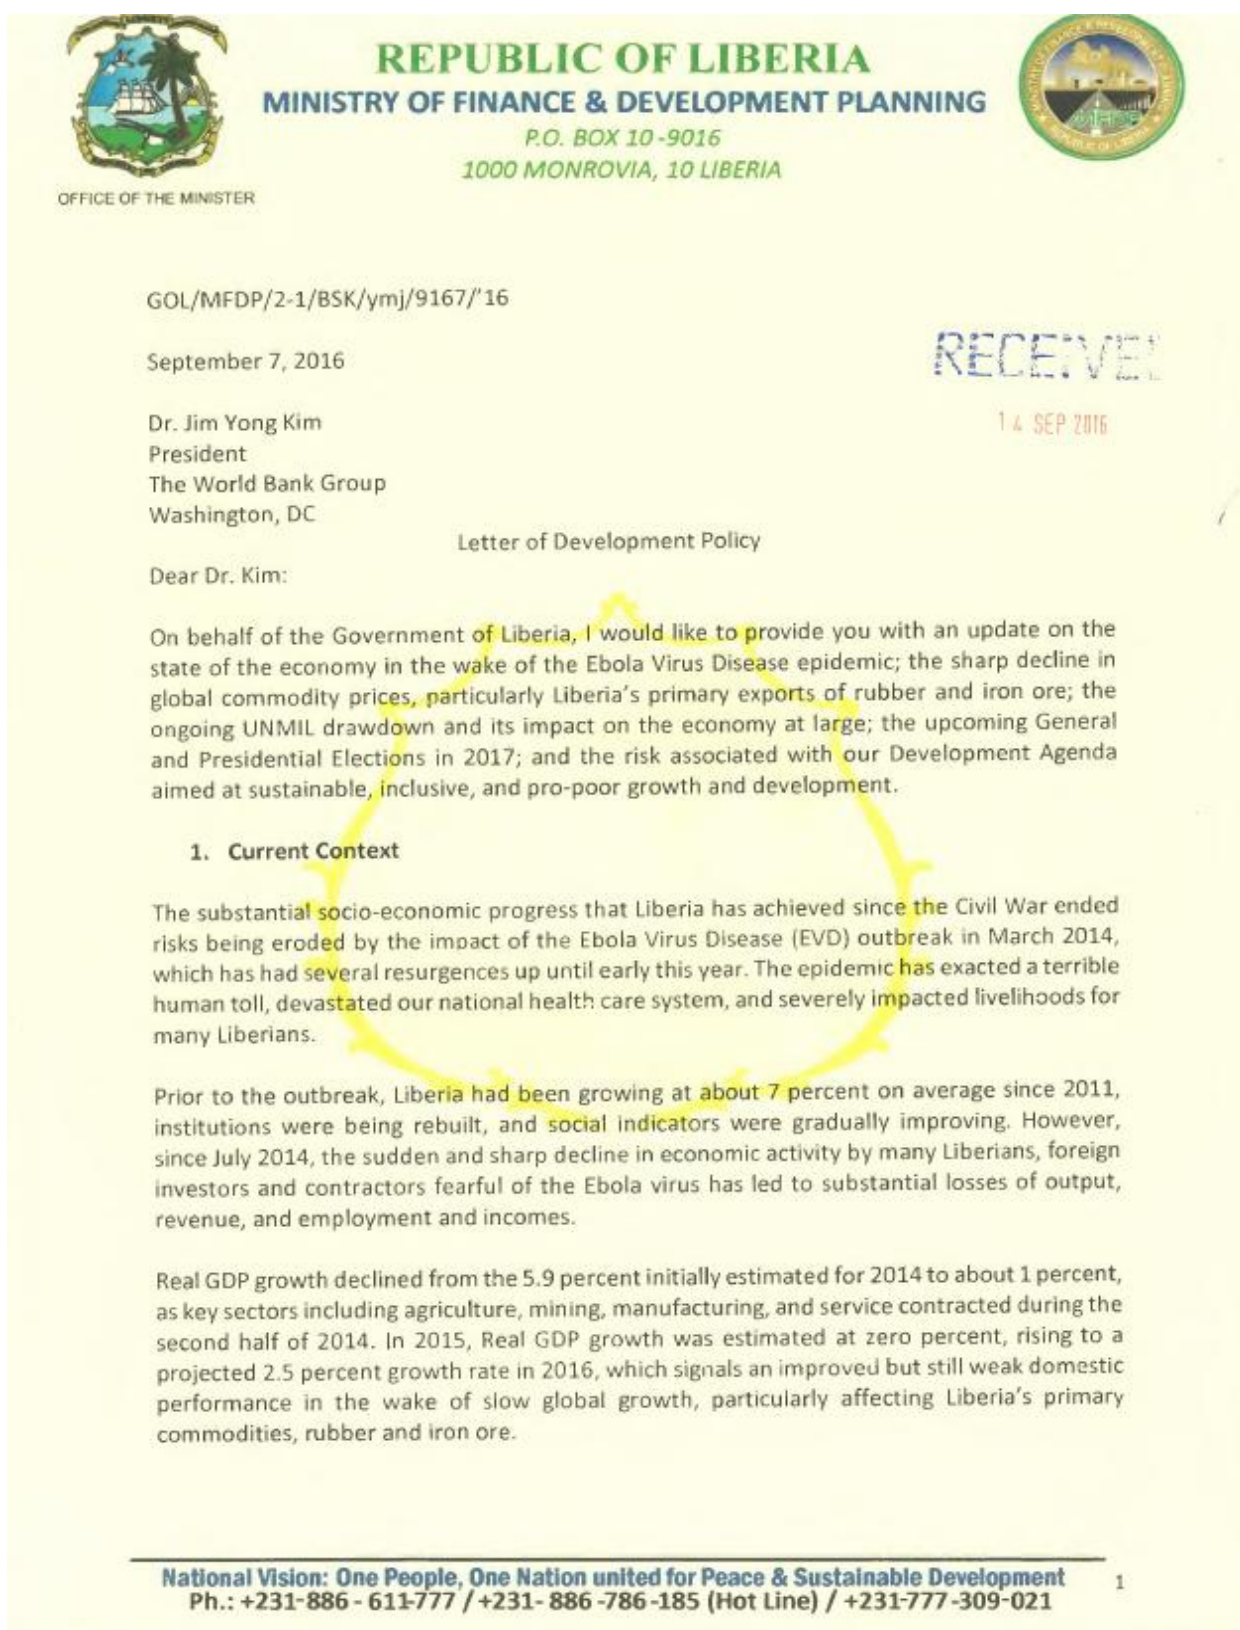 REPUBLIC OF LIBERIA
MINISTRY OF FINANCE & DEVELOPMENT PLANNING
P.O. BOX 10-9016
1000 MONROVIA, 10 LIBERIA
OFFICE OF THE MINISTER
GOL/MFDP/2-1/BSK/ymj/9167/'16
September 7, 2016
RECEIVE
14 SEP 2016
Dr. Jim Yong Kim
President
The World Bank Group
Washington, DC
Letter of Development Policy
Dear Dr. Kim:
On behalf of the Government of Liberia, I would like to provide you with an update on the
state of the economy in the wake of the Ebola Virus Disease epidemic; the sharp decline in
global commodity prices, particularly Liberia's primary exports of rubber and iron ore; the
ongoing UNMIL drawdown and its impact on the economy at large; the upcoming General
and Presidential Elections in 2017; and the risk associated with our Development Agenda
aimed at sustainable, inclusive, and pro-poor growth and development.
1. Current Context
The substantial socio-economic progress that Liberia has achieved since the Civil War ended
risks being eroded by the impact of the Ebola Virus Disease (EVD) outbreak in March 2014,
which has had several resurgences up until early this year. The epidemic has exacted a terrible
human toll, devastated our national health care system, and severely impacted livelihoods for
many Liberians.
Prior to the outbreak, Liberia had been growing at about 7 percent on average since 2011,
institutions were being rebuilt, and social indicators were gradually improving. However,
since July 2014, the sudden and sharp decline in economic activity by many Liberians, foreign
investors and contractors fearful of the Ebola virus has led to substantial losses of output,
revenue, and employment and incomes.
Real GDP growth declined from the 5.9 percent initially estimated for 2014 to about 1 percent,
as key sectors including agriculture, mining, manufacturing, and service contracted during the
second half of 2014. In 2015, Real GDP growth was estimated at zero percent, rising to a
projected 2.5 percent growth rate in 2016, which signals an improved but still weak domestic
performance in the wake of slow global growth, particularly affecting Liberia's primary
commodities, rubber and iron ore.
National Vision: One People, One Nation united for Peace & Sustainable Development
1
Ph.: +231-886 - 611-777 / +231- 886 -786 -185 (Hot Line) / +231-777-309-021